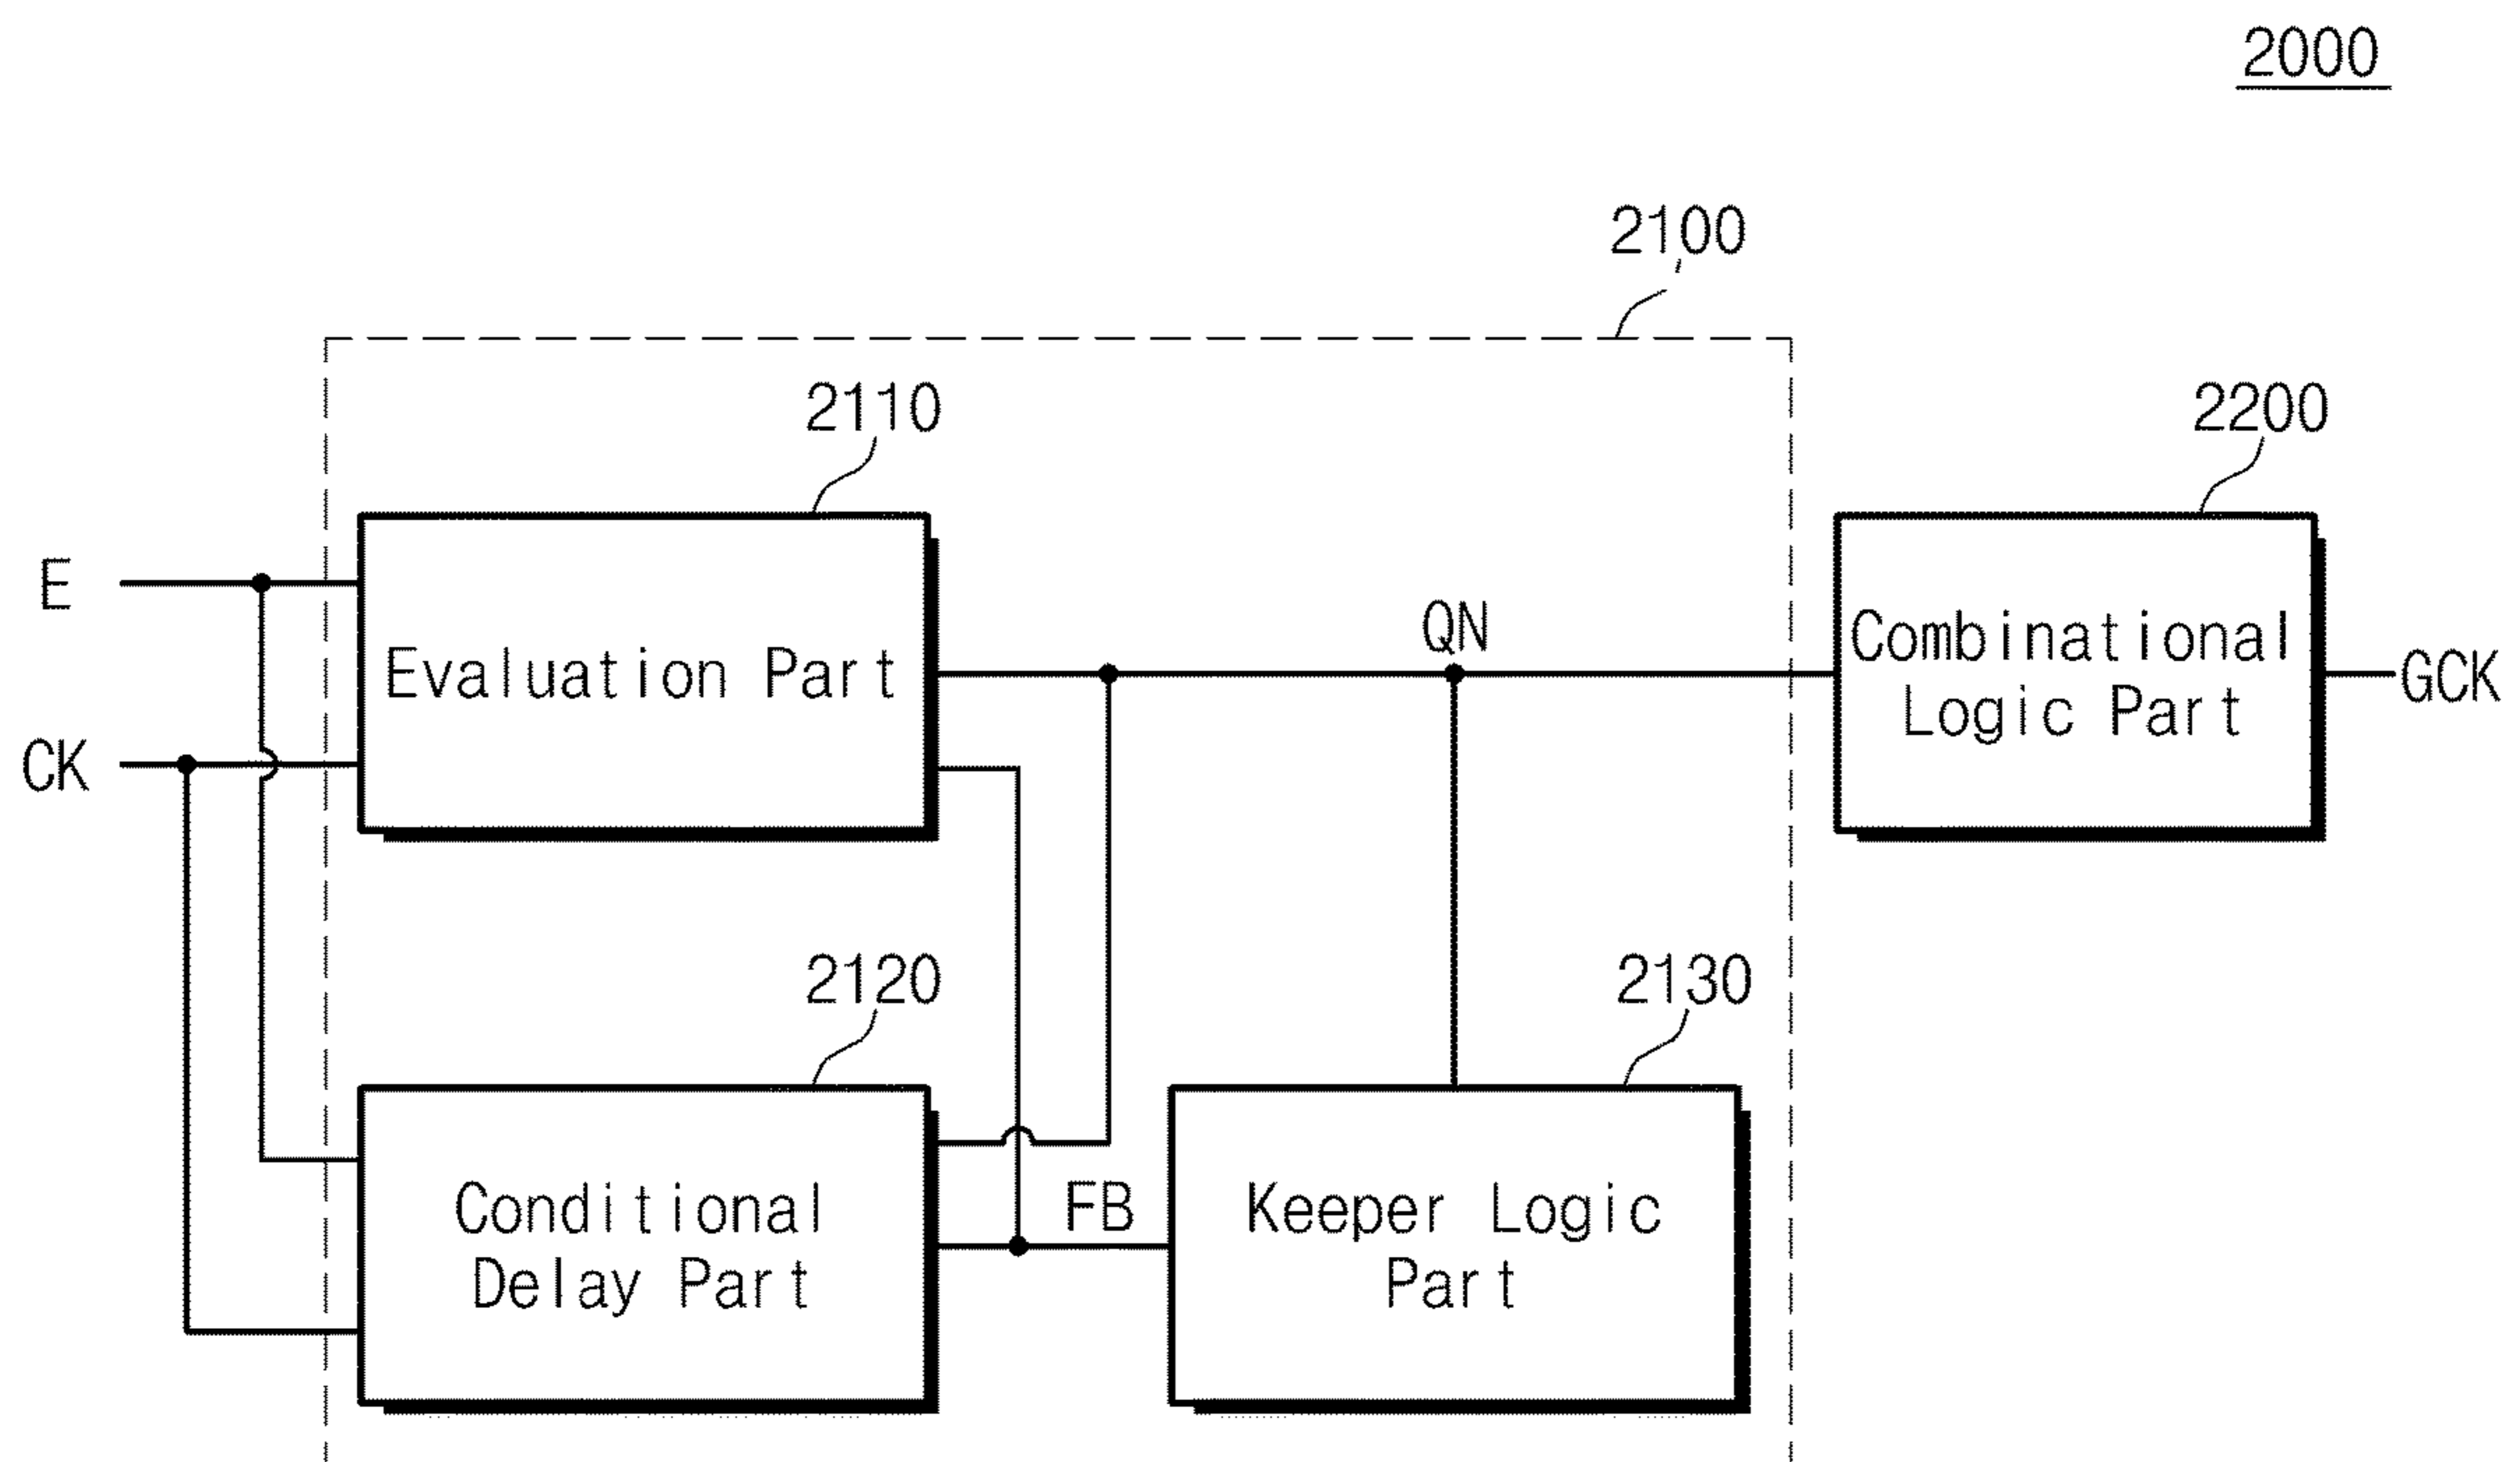 2000
2100
2110
2200
E
Evaluation Part
QN
Combinational
Logic Part
GCK
CK
2120
2130
Conditional
Delay Part
FB
Keeper Logic
Part